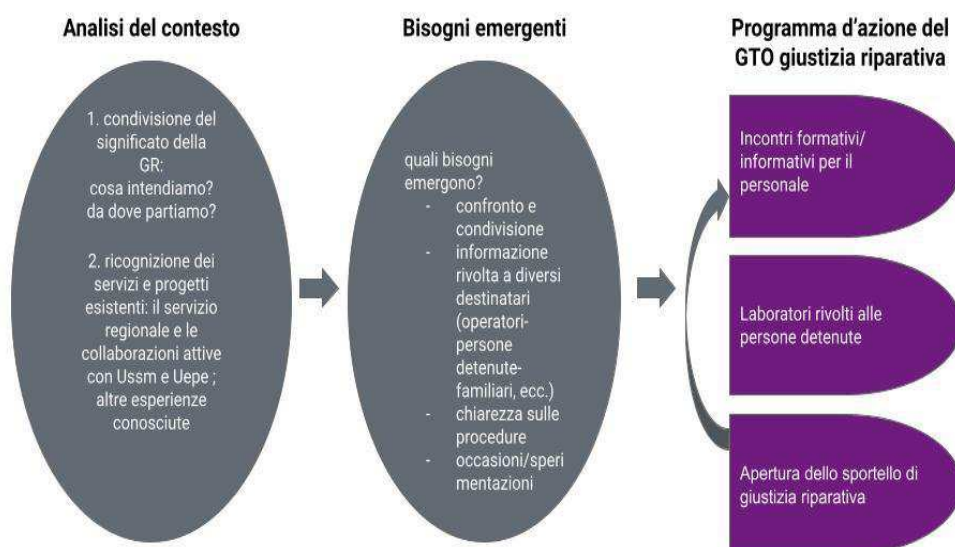 Analisi del contesto
1. condivisione del
significato della
GR:
cosa intendiamo?
da dove partiamo?
2. ricognizione dei
servizi e progetti
esistenti: il servizio
regionale e le
collaborazioni attive
con Ussm e Uepe ;
altre esperienze
conosciute
Bisogni emergenti
quali bisogni
emergono?
- confronto e
condivisione
- informazione
rivolta a diversi
destinatari
(operatori-
persone
detenute-
familiari, ecc.)
- chiarezza sulle
procedure
- occasioni/speri
mentazioni
Programma d'azione del
GTO giustizia riparativa
Incontri formativi/
informativi per il
personale
Laboratori rivolti alle
persone detenute
Apertura dello sportello di
giustizia riparativa